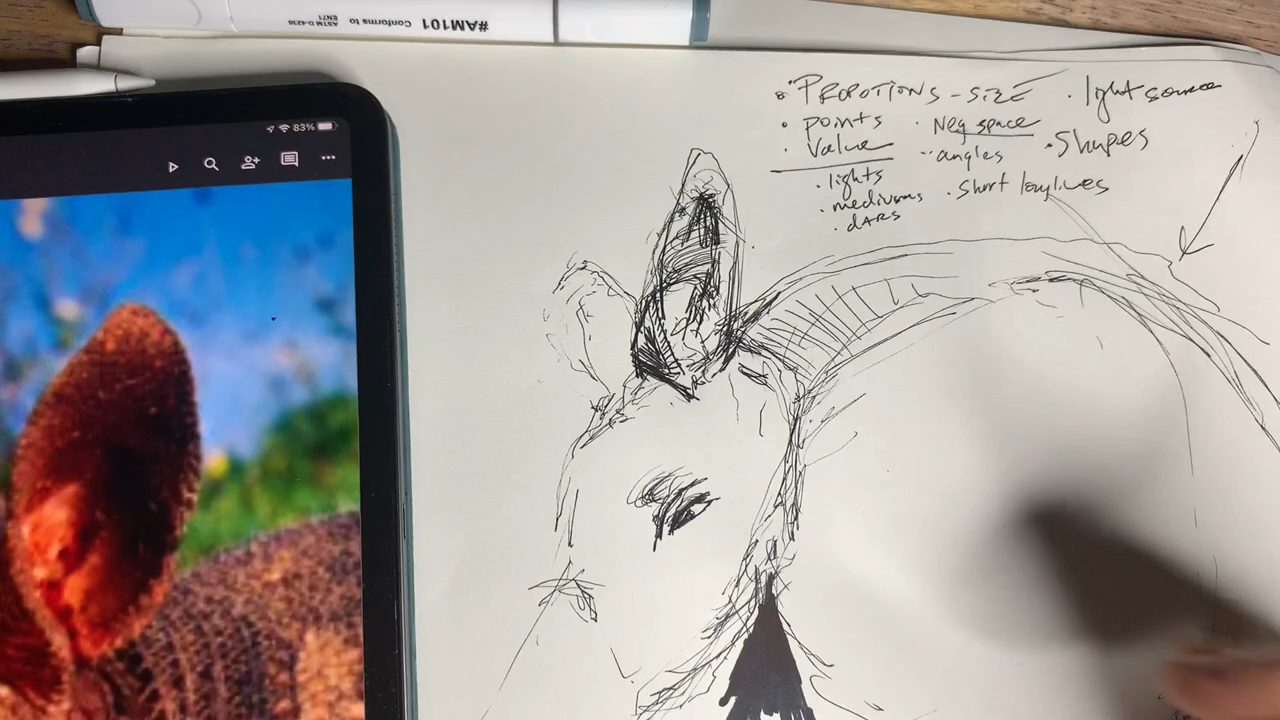 #AM101 Conforms to ASTM D-4236
EN71
83%
• PROPOTIONS - SIZE • light source
• points • Neg space
• Value • angles • Shapes
• lights • short long lines
• mediums
• dARS